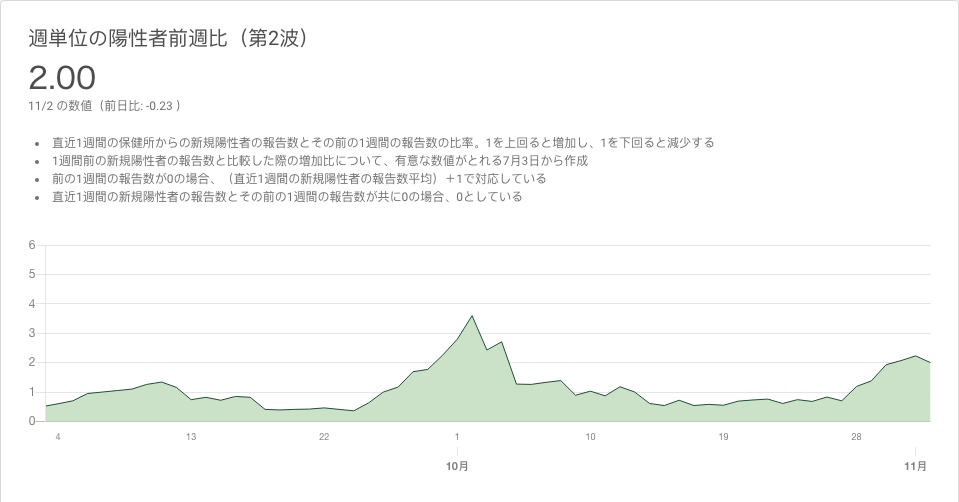 週単位の陽性者前週比（第2波）
2.00
11/2 の数値（前日比: -0.23 ）
• 直近1週間の保健所からの新規陽性者の報告数とその前の1週間の報告数の比率。1を上回ると増加し、1を下回ると減少する
• 1週間前の新規陽性者の報告数と比較した際の増加比について、有意な数値がとれる7月3日から作成
• 前の1週間の報告数が0の場合、（直近1週間の新規陽性者の報告数平均）＋1で対応している
• 直近1週間の新規陽性者の報告数とその前の1週間の報告数が共に0の場合、0としている
6
5
4
3
2
1
0
4 13 22 1 10 19 28
10月 11月